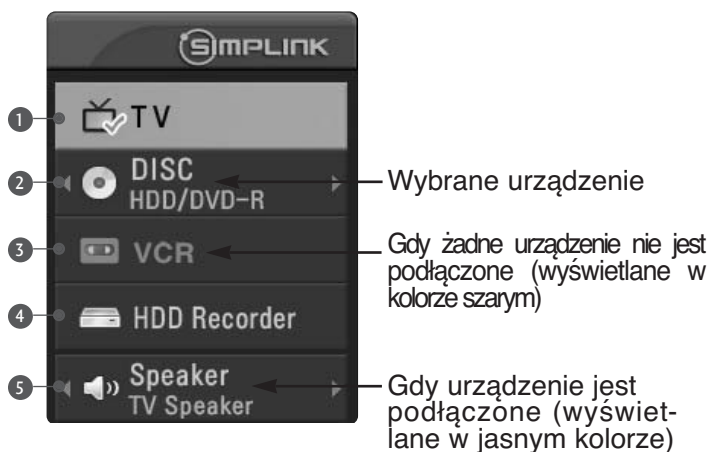 SIMPLINK
1 TV
2 DISC
HDD/DVD-R
Wybrane urządzenie
3 VCR
Gdy żadne urządzenie nie jest
podłączone (wyświetlane w
kolorze szarym)
4 HDD Recorder
5 Speaker
TV Speaker
Gdy urządzenie jest
podłączone (wyświet-
lane w jasnym kolorze)